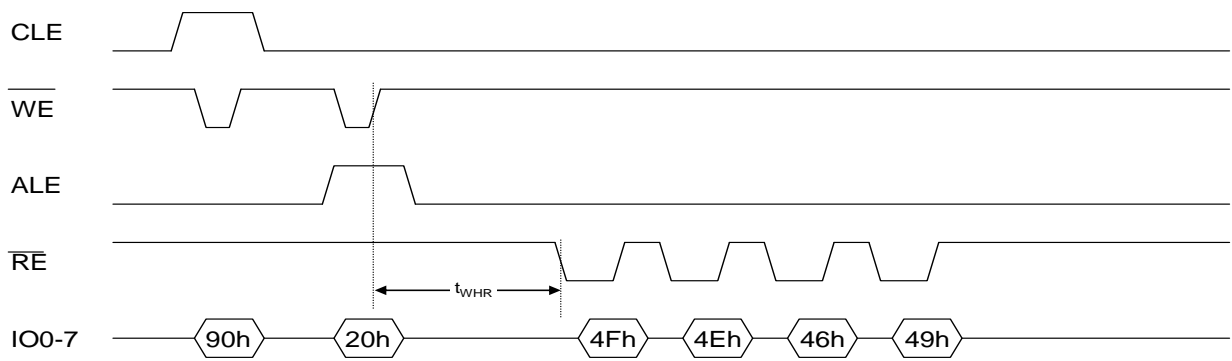 CLE
WE
ALE
RE
tWHR
IO0-7 90h 20h 4Fh 4Eh 46h 49h